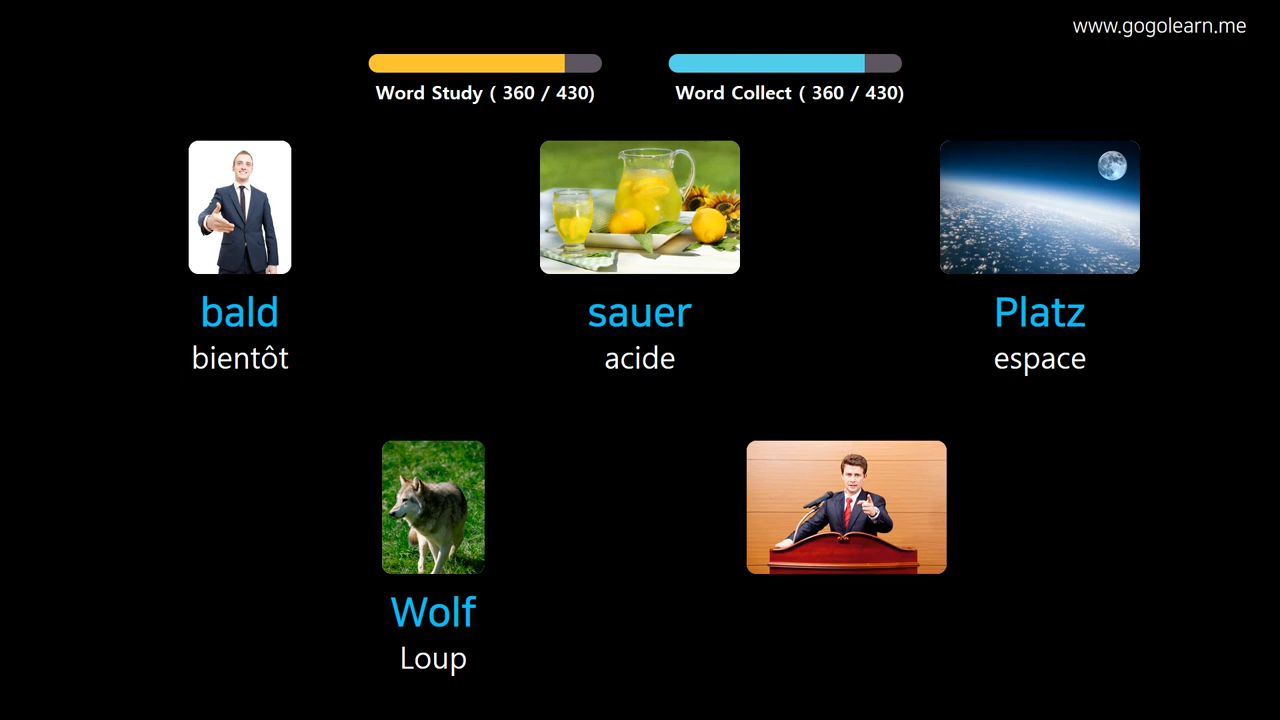 www.gogolearn.me
Word Study ( 360 / 430)
Word Collect ( 360 / 430)
bald
bientôt
sauer
acide
Platz
espace
Wolf
Loup